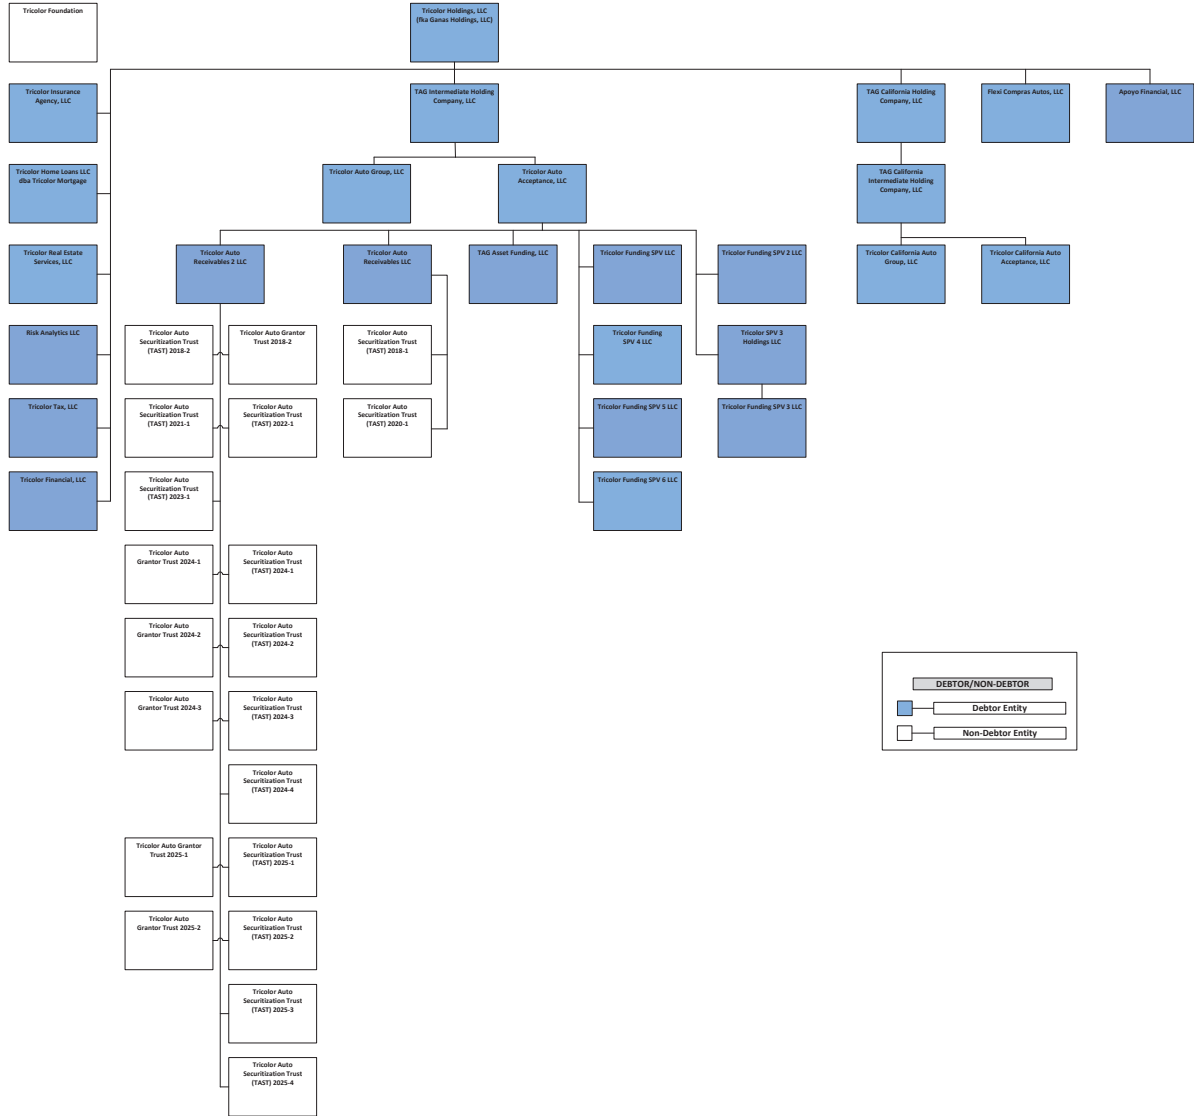 Tricolor Foundation
Tricolor Holdings, LLC
(fka Ganas Holdings, LLC)
Tricolor Insurance
Agency, LLC
TAG Intermediate Holding
Company, LLC
TAG California Holding
Company, LLC
Flexi Compras Autos, LLC
Apoyo Financial, LLC
Tricolor Home Loans LLC
dba Tricolor Mortgage
Tricolor Auto Group, LLC
Tricolor Auto
Acceptance, LLC
TAG California
Intermediate Holding
Company, LLC
Tricolor Real Estate
Services, LLC
Tricolor Auto
Receivables 2 LLC
Tricolor Auto
Receivables LLC
TAG Asset Funding, LLC
Tricolor Funding SPV LLC
Tricolor Funding SPV 2 LLC
Tricolor California Auto
Group, LLC
Tricolor California Auto
Acceptance, LLC
Risk Analytics LLC
Tricolor Auto
Securitization Trust
(TAST) 2018-2
Tricolor Auto Grantor
Trust 2018-2
Tricolor Auto
Securitization Trust
(TAST) 2018-1
Tricolor Funding
SPV 4 LLC
Tricolor SPV 3
Holdings LLC
Tricolor Tax, LLC
Tricolor Auto
Securitization Trust
(TAST) 2021-1
Tricolor Auto
Securitization Trust
(TAST) 2022-1
Tricolor Auto
Securitization Trust
(TAST) 2020-1
Tricolor Funding SPV 5 LLC
Tricolor Funding SPV 3 LLC
Tricolor Financial, LLC
Tricolor Auto
Securitization Trust
(TAST) 2023-1
Tricolor Funding SPV 6 LLC
Tricolor Auto
Grantor Trust 2024-1
Tricolor Auto
Securitization Trust
(TAST) 2024-1
Tricolor Auto
Grantor Trust 2024-2
Tricolor Auto
Securitization Trust
(TAST) 2024-2
Tricolor Auto
Grantor Trust 2024-3
Tricolor Auto
Securitization Trust
(TAST) 2024-3
Tricolor Auto
Securitization Trust
(TAST) 2024-4
Tricolor Auto Grantor
Trust 2025-1
Tricolor Auto
Securitization Trust
(TAST) 2025-1
Tricolor Auto
Grantor Trust 2025-2
Tricolor Auto
Securitization Trust
(TAST) 2025-2
Tricolor Auto
Securitization Trust
(TAST) 2025-3
Tricolor Auto
Securitization Trust
(TAST) 2025-4
DEBTOR/NON-DEBTOR
Debtor Entity
Non-Debtor Entity